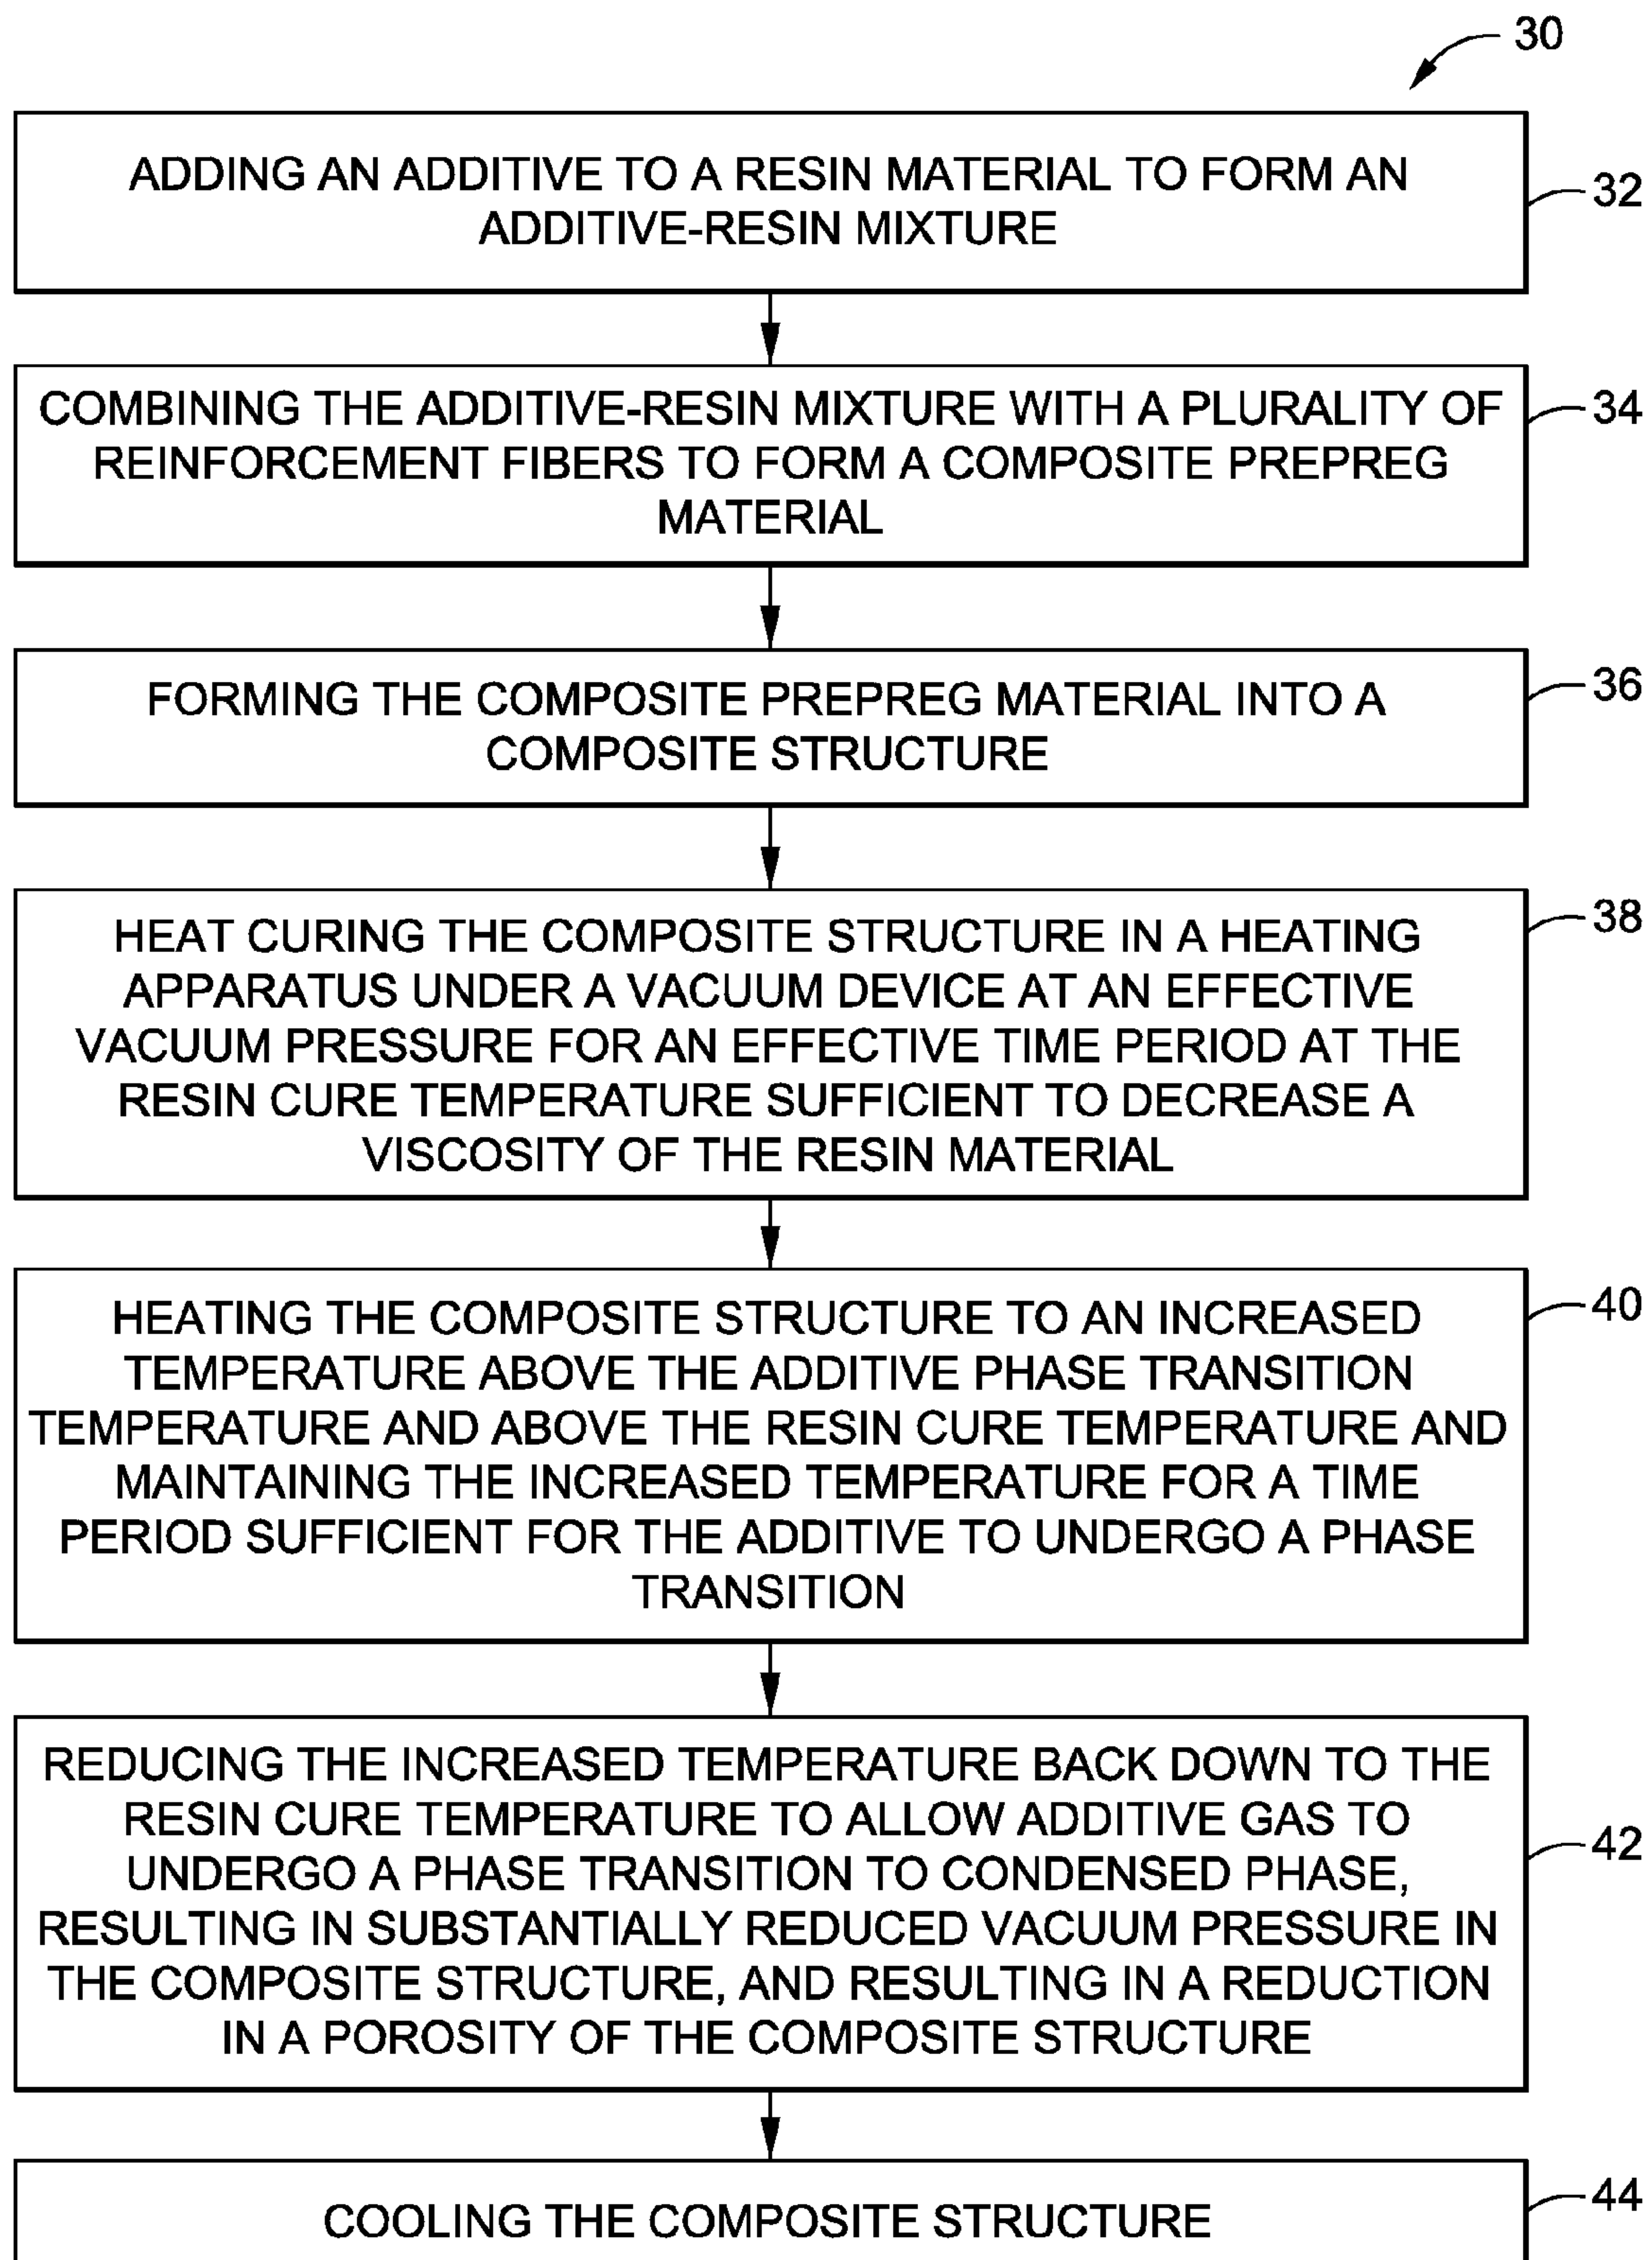 30
ADDING AN ADDITIVE TO A RESIN MATERIAL TO FORM AN
ADDITIVE-RESIN MIXTURE
32
COMBINING THE ADDITIVE-RESIN MIXTURE WITH A PLURALITY OF
REINFORCEMENT FIBERS TO FORM A COMPOSITE PREPREG
MATERIAL
34
FORMING THE COMPOSITE PREPREG MATERIAL INTO A
COMPOSITE STRUCTURE
36
HEAT CURING THE COMPOSITE STRUCTURE IN A HEATING
APPARATUS UNDER A VACUUM DEVICE AT AN EFFECTIVE
VACUUM PRESSURE FOR AN EFFECTIVE TIME PERIOD AT THE
RESIN CURE TEMPERATURE SUFFICIENT TO DECREASE A
VISCOSITY OF THE RESIN MATERIAL
38
HEATING THE COMPOSITE STRUCTURE TO AN INCREASED
TEMPERATURE ABOVE THE ADDITIVE PHASE TRANSITION
TEMPERATURE AND ABOVE THE RESIN CURE TEMPERATURE AND
MAINTAINING THE INCREASED TEMPERATURE FOR A TIME
PERIOD SUFFICIENT FOR THE ADDITIVE TO UNDERGO A PHASE
TRANSITION
40
REDUCING THE INCREASED TEMPERATURE BACK DOWN TO THE
RESIN CURE TEMPERATURE TO ALLOW ADDITIVE GAS TO
UNDERGO A PHASE TRANSITION TO CONDENSED PHASE,
RESULTING IN SUBSTANTIALLY REDUCED VACUUM PRESSURE IN
THE COMPOSITE STRUCTURE, AND RESULTING IN A REDUCTION
IN A POROSITY OF THE COMPOSITE STRUCTURE
42
COOLING THE COMPOSITE STRUCTURE
44